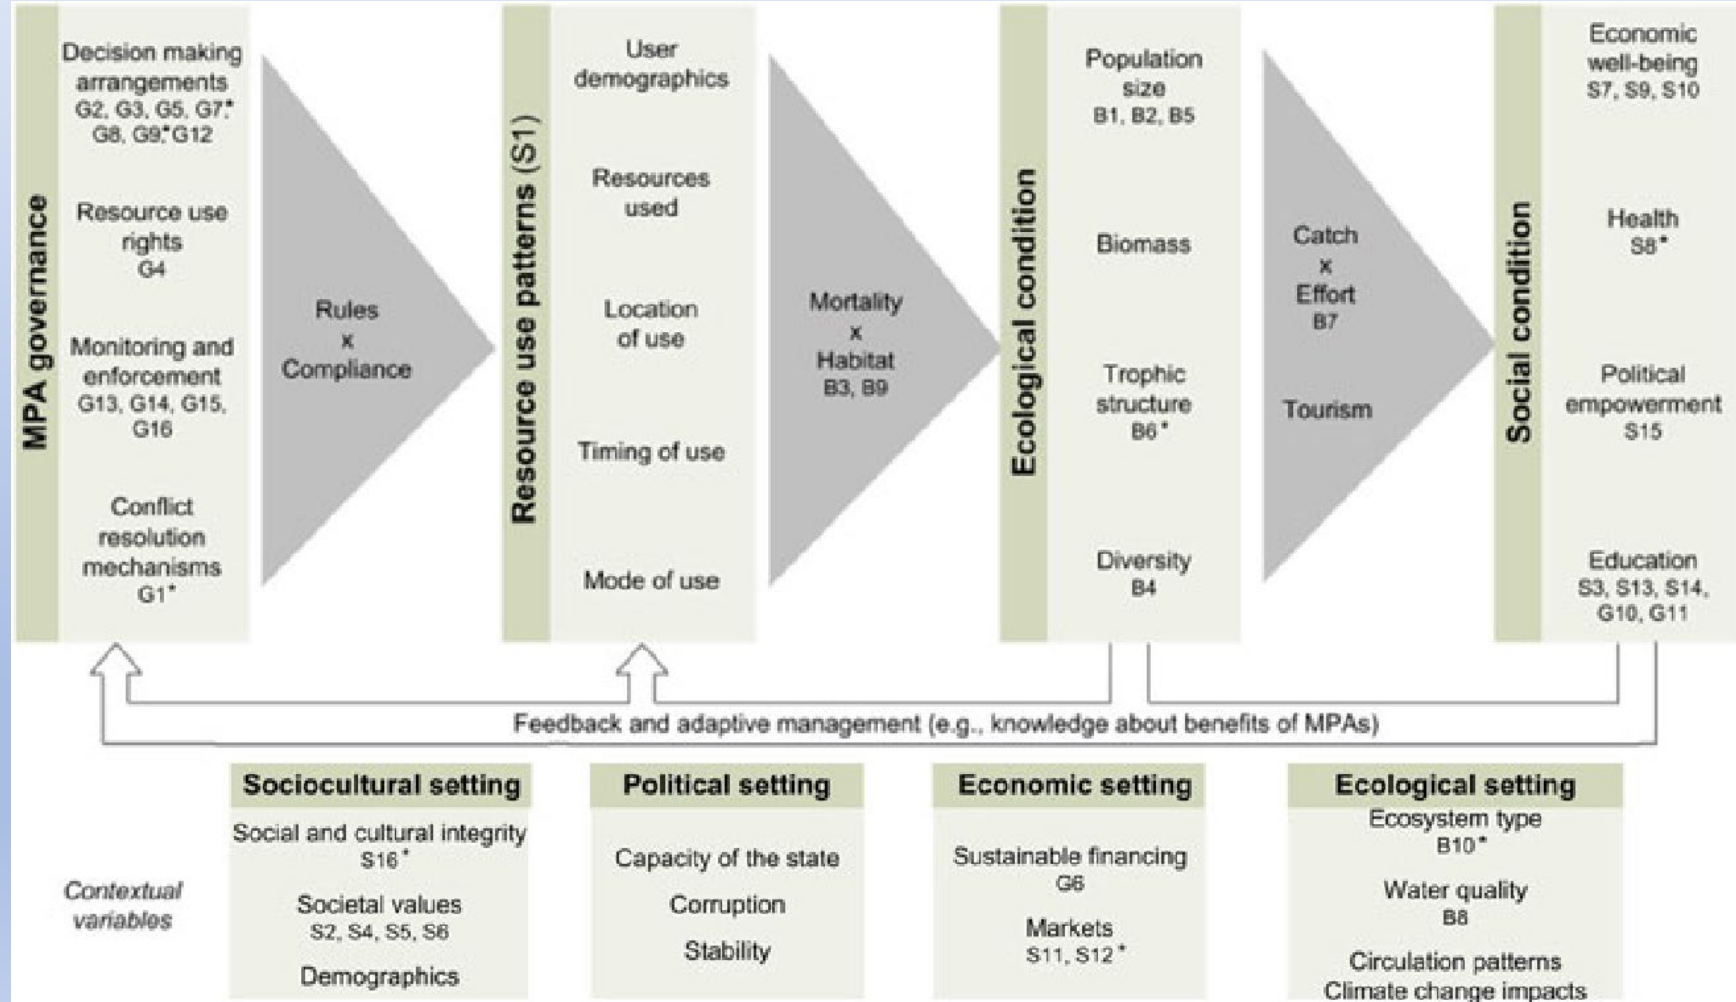 MPA governance
Decision making
arrangements
G2, G3, G5, G7,*
G8, G9,*G12
Resource use
rights
G4
Monitoring and
enforcement
G13, G14, G15,
G16
Conflict
resolution
mechanisms
G1*
Rules
x
Compliance
Resource use patterns (S1)
User
demographics
Resources
used
Location
of use
Timing of use
Mode of use
Mortality
x
Habitat
B3, B9
Ecological condition
Population
size
B1, B2, B5
Biomass
Trophic
structure
B6*
Diversity
B4
Catch
x
Effort
B7
Tourism
Social condition
Economic
well-being
S7, S9, S10
Health
S8*
Political
empowerment
S15
Education
S3, S13, S14,
G10, G11
Feedback and adaptive management (e.g., knowledge about benefits of MPAs)
Contextual
variables
Sociocultural setting
Social and cultural integrity
S16*
Societal values
S2, S4, S5, S6
Demographics
Political setting
Capacity of the state
Corruption
Stability
Economic setting
Sustainable financing
G6
Markets
S11, S12*
Ecological setting
Ecosystem type
B10*
Water quality
B8
Circulation patterns
Climate change impacts